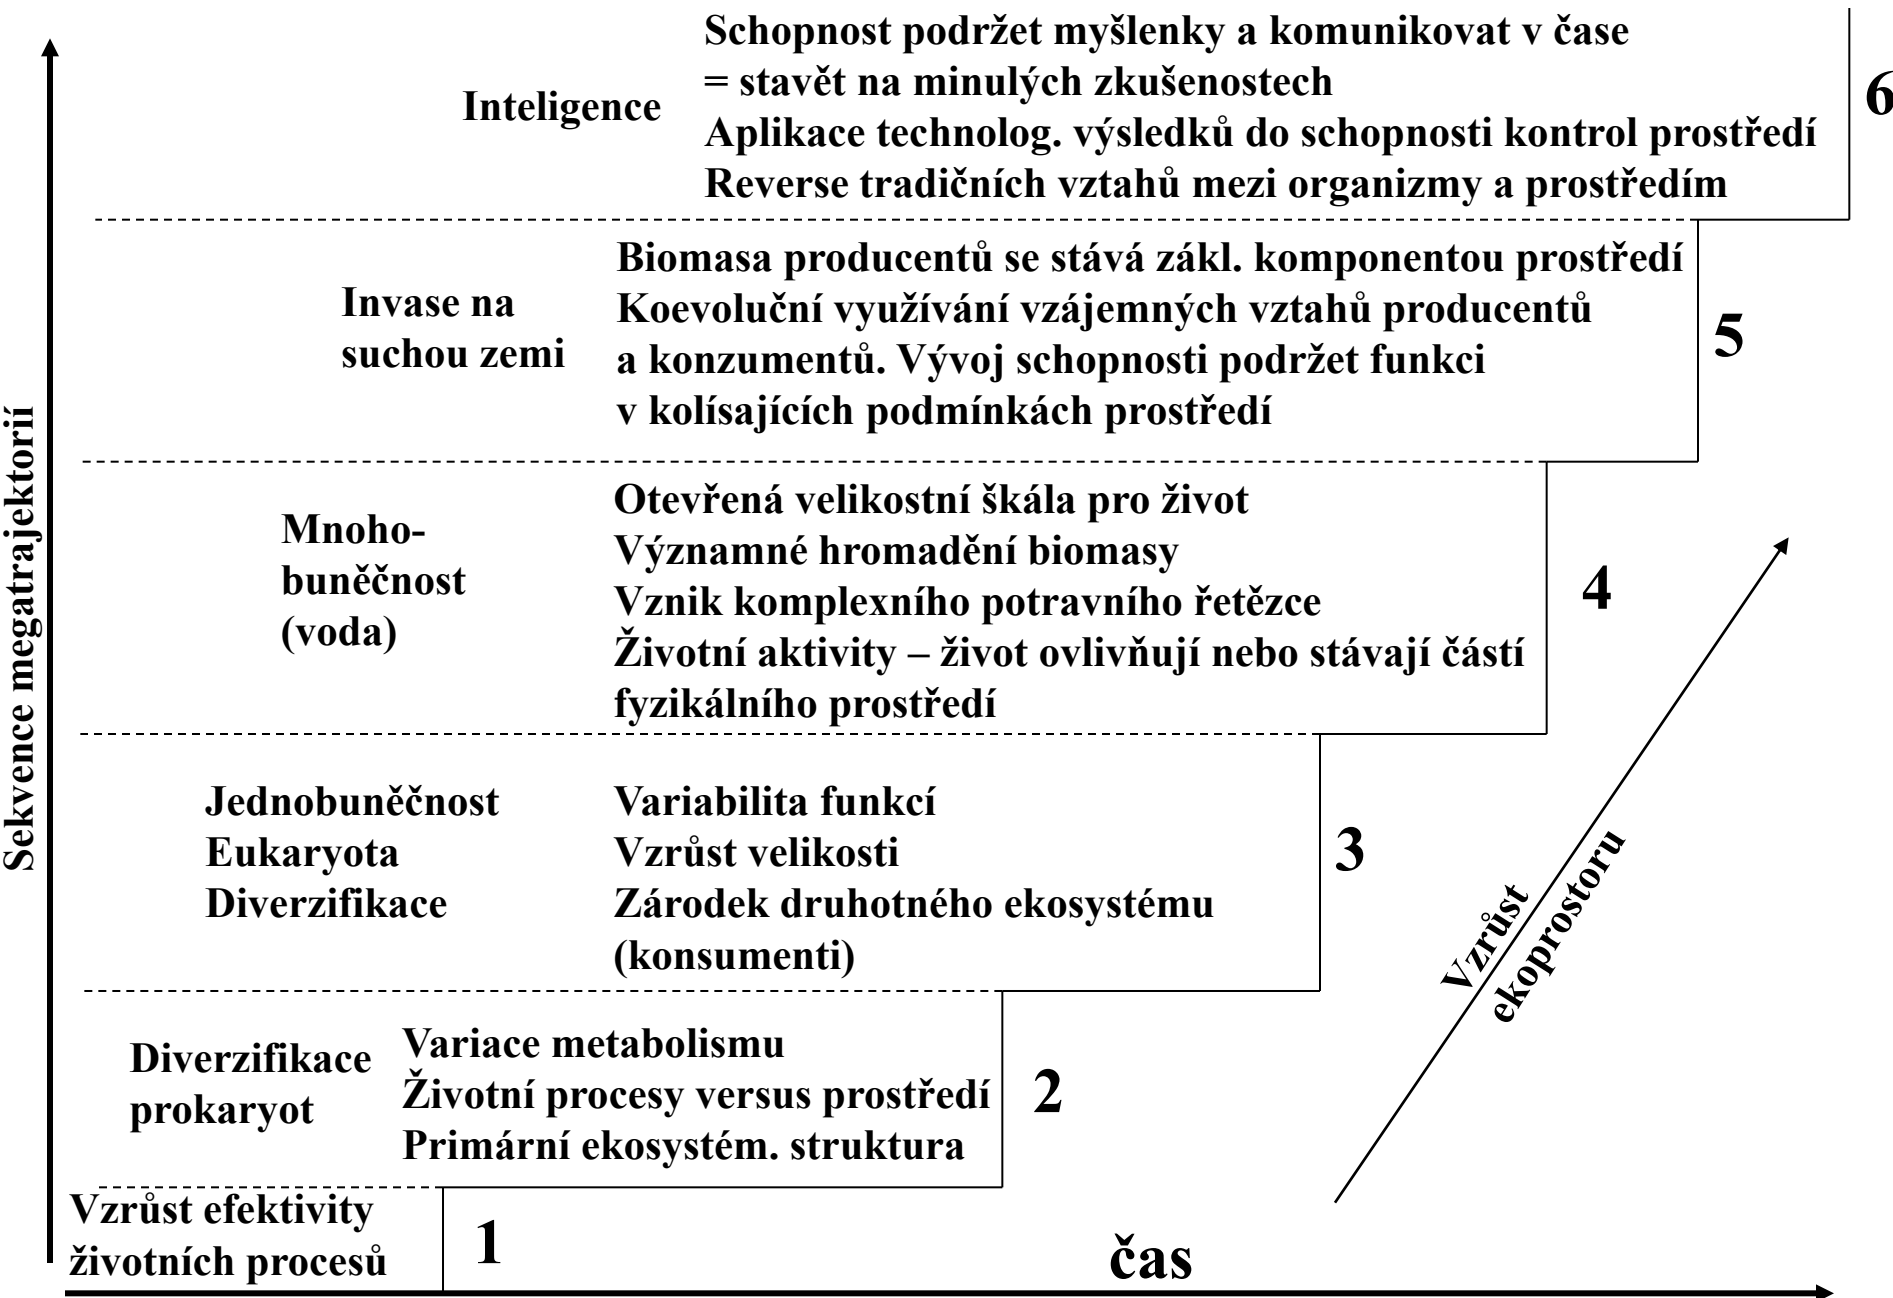 Schopnost podržet myšlenky a komunikovat v čase
= stavět na minulých zkušenostech
Inteligence
Aplikace technolog. výsledků do schopnosti kontrol prostředí
Reverse tradičních vztahů mezi organizmy a prostředím
6
Invase na
suchou zemi
Biomasa producentů se stává zákl. komponentou prostředí
Koevoluční využívání vzájemných vztahů producentů
a konzumentů. Vývoj schopnosti podržet funkci
v kolísajících podmínkách prostředí
5
Mnoho-
buněčnost
(voda)
Otevřená velikostní škála pro život
Významné hromadění biomasy
Vznik komplexního potravního řetězce
Životní aktivity – život ovlivňují nebo stávají částí
fyzikálního prostředí
4
Jednobuněčnost
Eukaryota
Diverzifikace
Variabilita funkcí
Vzrůst velikosti
Zárodek druhotného ekosystému
(konsumenti)
3
Diverzifikace
prokaryot
Variace metabolismu
Životní procesy versus prostředí
Primární ekosystém. struktura
2
Vzrůst efektivity
životních procesů
1
čas
Sekvence megatrajektorií
Vzrůst
ekoprostoru